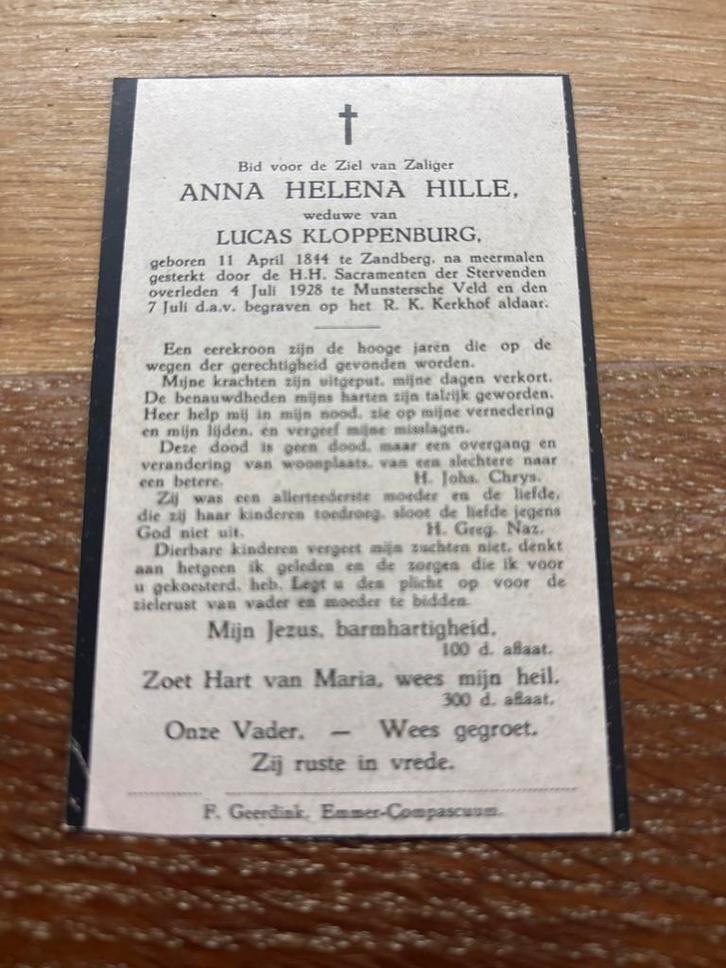 Bid voor de Ziel van Zaliger
ANNA HELENA HILLE,
weduwe van
LUCAS KLOPPENBURG,
geboren 11 April 1844 te Zandberg, na meermalen
gesterkt door de H.H. Sacramenten der Stervenden
overleden 4 Juli 1928 te Munstersche Veld en den
7 Juli d.a.v. begraven op het R. K. Kerkhof aldaar.
Een eerekroon zijn de hooge jaren die op de
wegen der gerechtigheid gevonden worden.
Mijne krachten zijn uitgeput, mijne dagen verkort.
De benauwdheden mijns harten zijn talrijk geworden.
Heer help mij in mijn nood, zie op mijne vernedering
en mijn lijden, en vergeef mijne misslagen.
Deze dood is geen dood, maar een overgang en
verandering van woonplaats, van een slechtere naar
een betere. H. Johs. Chrys.
Zij was een allerteederste moeder en de liefde,
die zij haar kinderen toedroeg, sloot de liefde jegens
God niet uit. H. Greg. Naz.
Dierbare kinderen vergeet mijn zuchten niet, denkt
aan hetgeen ik geleden en de zorgen die ik voor
u gekoesterd, heb. Legt u den plicht op voor de
zielerust van vader en moeder te bidden.
Mijn Jezus, barmhartigheid,
100 d. aflaat.
Zoet Hart van Maria, wees mijn heil.
300 d. aflaat.
Onze Vader. — Wees gegroet.
Zij ruste in vrede.
F. Geerdink, Emmer-Compascuum.